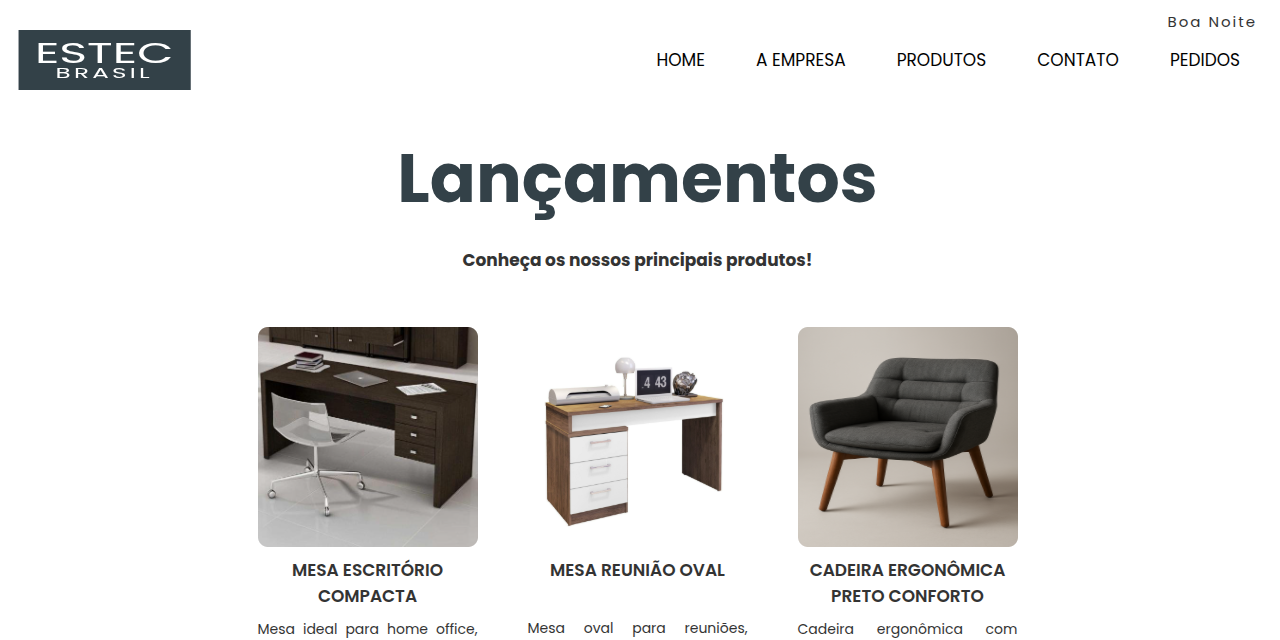 Boa Noite
ESTEC
BRASIL
HOME A EMPRESA PRODUTOS CONTATO PEDIDOS
Lançamentos
Conheça os nossos principais produtos!
4 43
MESA ESCRITÓRIO
COMPACTA
Mesa ideal para home office,
MESA REUNIÃO OVAL
Mesa oval para reuniões,
CADEIRA ERGONÔMICA
PRETO CONFORTO
Cadeira ergonômica com